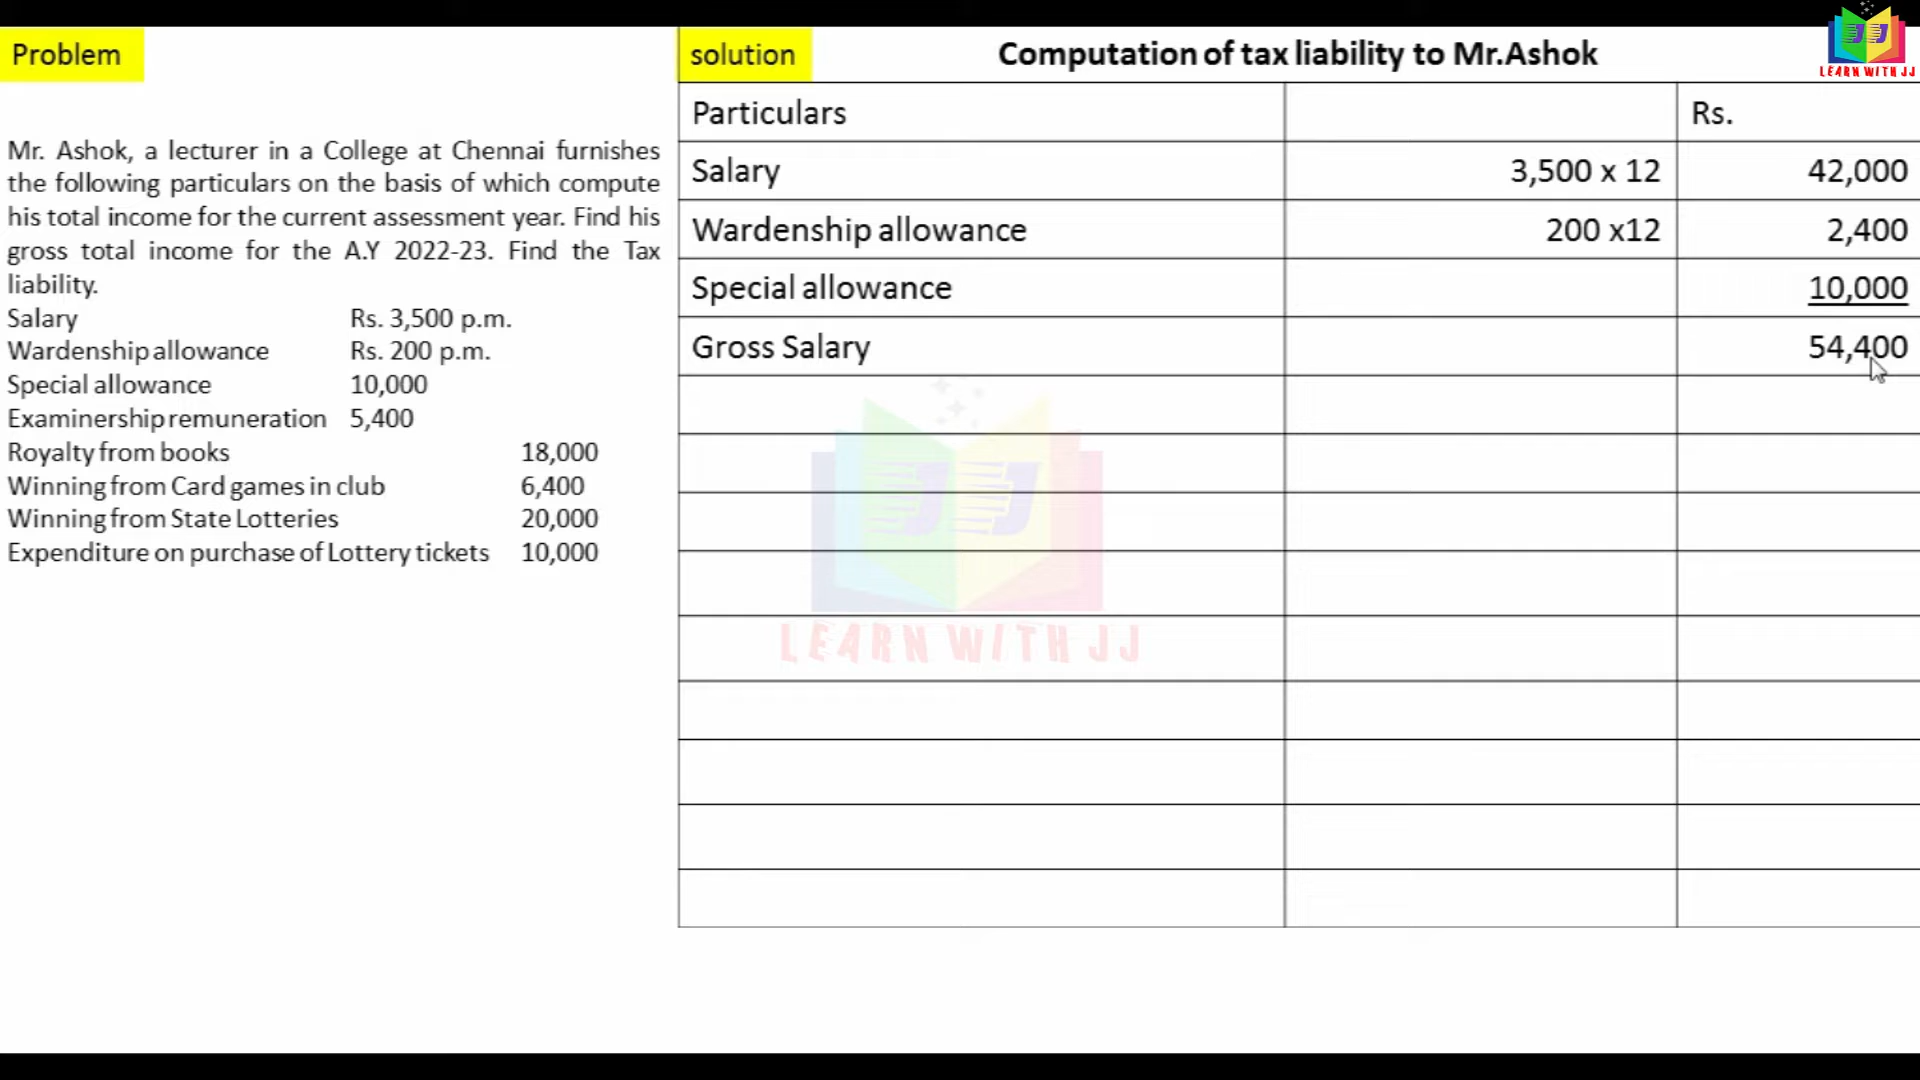 Problem
Mr. Ashok, a lecturer in a College at Chennai furnishes
the following particulars on the basis of which compute
his total income for the current assessment year. Find his
gross total income for the A.Y 2022-23. Find the Tax
liability.
Salary Rs. 3,500 p.m.
Wardenship allowance Rs. 200 p.m.
Special allowance 10,000
Examinership remuneration 5,400
Royalty from books 18,000
Winning from Card games in club 6,400
Winning from State Lotteries 20,000
Expenditure on purchase of Lottery tickets 10,000
solution Computation of tax liability to Mr.Ashok
Particulars Rs.
Salary 3,500 x 12 42,000
Wardenship allowance 200 x12 2,400
Special allowance 10,000
Gross Salary 54,400
JJ
LEARN WITH JJ
JJ
LEARN WITH JJ